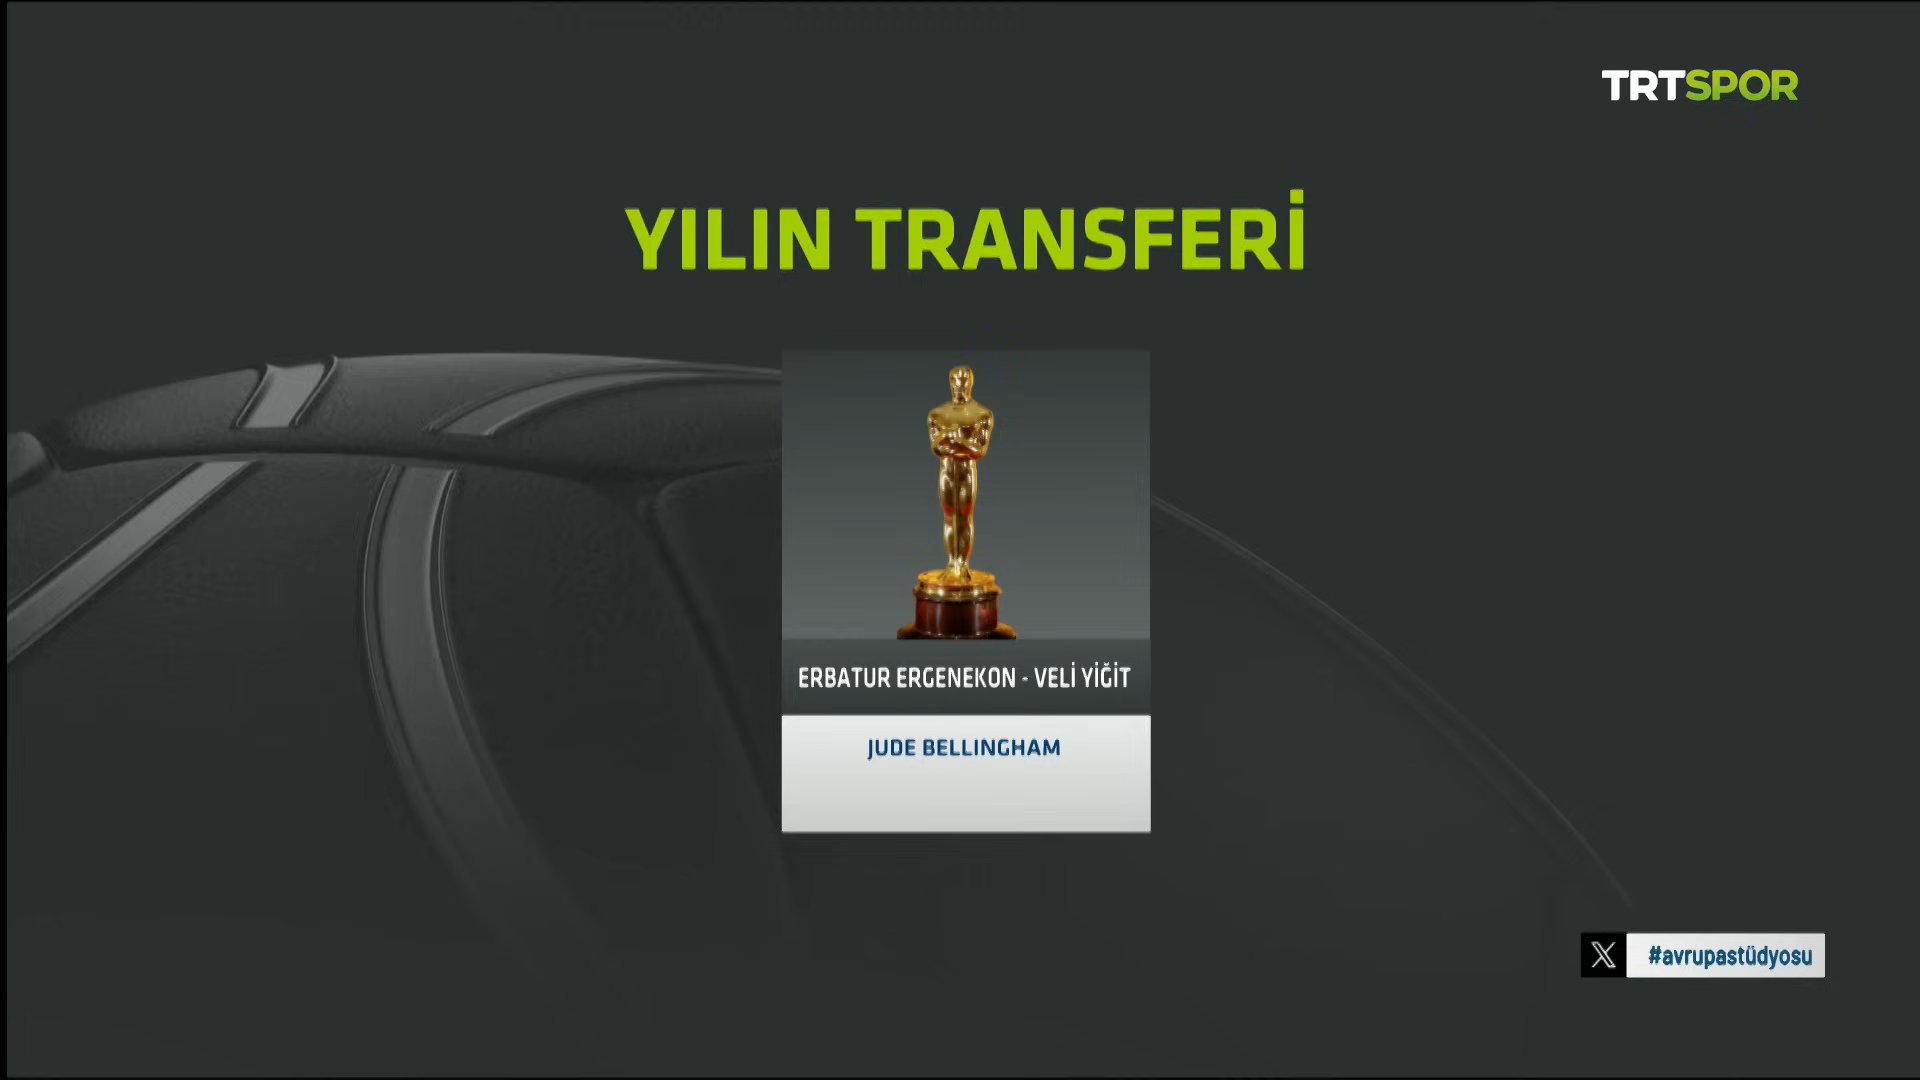 TRTSPOR
YILIN TRANSFERİ
ERBATUR ERGENEKON - VELİ YİĞİT
JUDE BELLINGHAM
X #avrupastüdyosu